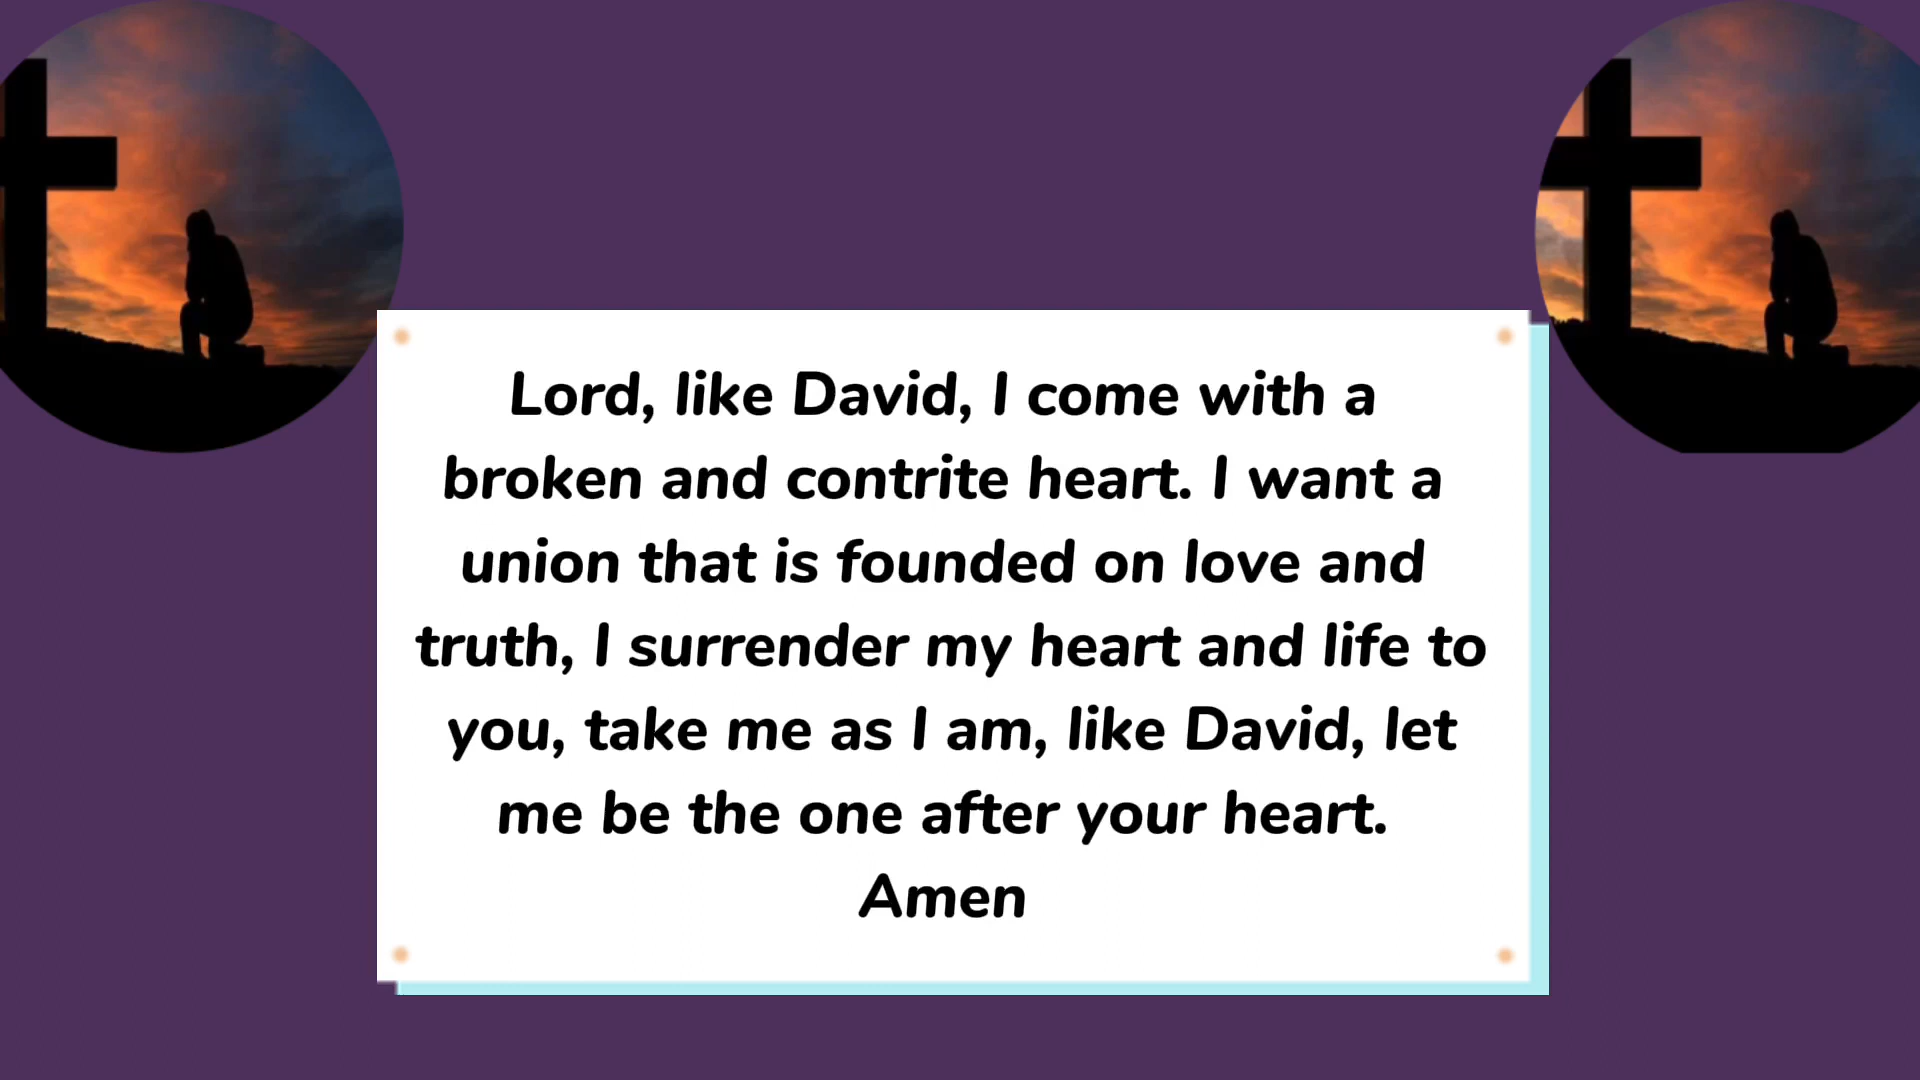 Lord, like David, I come with a
broken and contrite heart. I want a
union that is founded on love and
truth, I surrender my heart and life to
you, take me as I am, like David, let
me be the one after your heart.
Amen